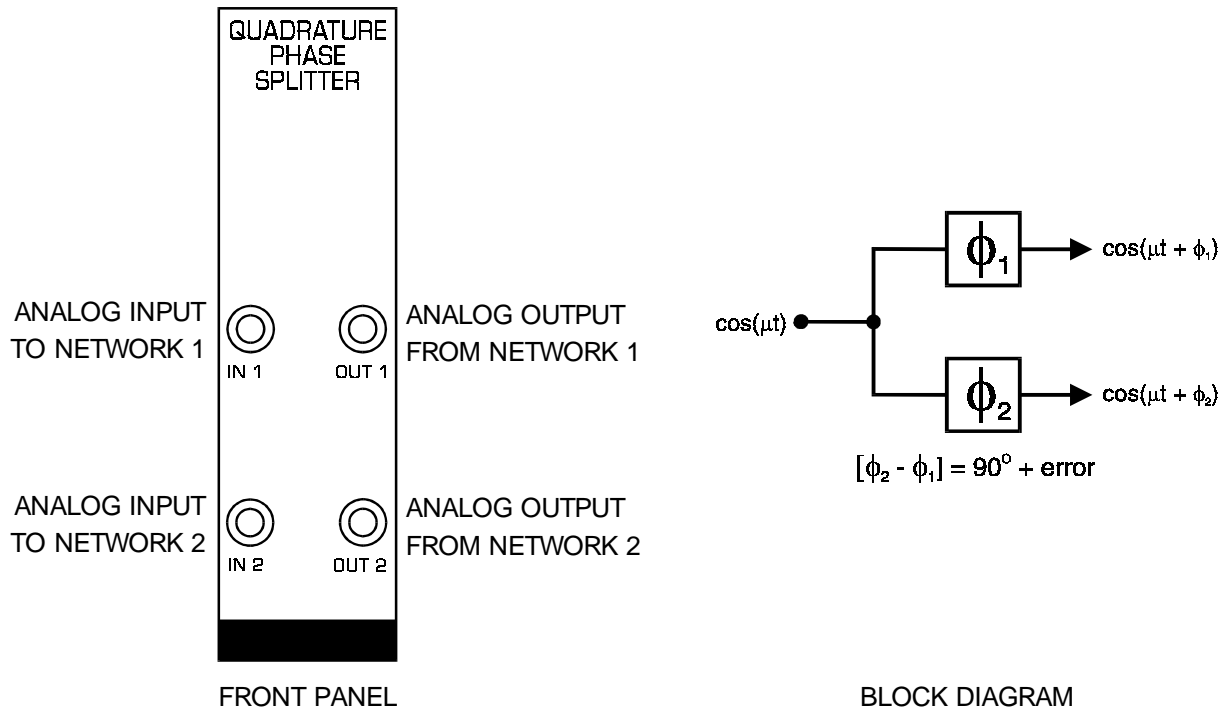 QUADRATURE
PHASE
SPLITTER
ANALOG INPUT
TO NETWORK 1
IN 1
OUT 1
ANALOG OUTPUT
FROM NETWORK 1
ANALOG INPUT
TO NETWORK 2
IN 2
OUT 2
ANALOG OUTPUT
FROM NETWORK 2
FRONT PANEL
cos(μt)
ϕ₁
cos(μt + ϕ₁)
ϕ₂
cos(μt + ϕ₂)
[ϕ₂ - ϕ₁] = 90° + error
BLOCK DIAGRAM